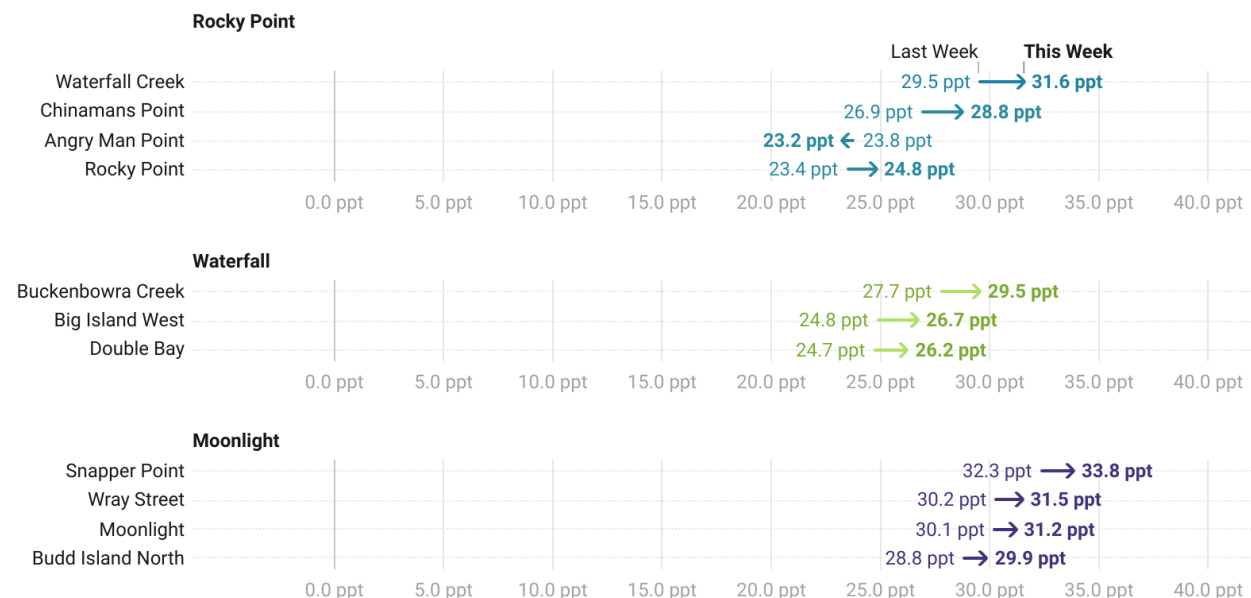 Rocky Point
Last Week This Week
Waterfall Creek 29.5 ppt 31.6 ppt
Chinamans Point 26.9 ppt 28.8 ppt
Angry Man Point 23.2 ppt 23.8 ppt
Rocky Point 23.4 ppt 24.8 ppt
0.0 ppt 5.0 ppt 10.0 ppt 15.0 ppt 20.0 ppt 25.0 ppt 30.0 ppt 35.0 ppt 40.0 ppt
Waterfall
Buckenbowra Creek 27.7 ppt 29.5 ppt
Big Island West 24.8 ppt 26.7 ppt
Double Bay 24.7 ppt 26.2 ppt
0.0 ppt 5.0 ppt 10.0 ppt 15.0 ppt 20.0 ppt 25.0 ppt 30.0 ppt 35.0 ppt 40.0 ppt
Moonlight
Snapper Point 32.3 ppt 33.8 ppt
Wray Street 30.2 ppt 31.5 ppt
Moonlight 30.1 ppt 31.2 ppt
Budd Island North 28.8 ppt 29.9 ppt
0.0 ppt 5.0 ppt 10.0 ppt 15.0 ppt 20.0 ppt 25.0 ppt 30.0 ppt 35.0 ppt 40.0 ppt